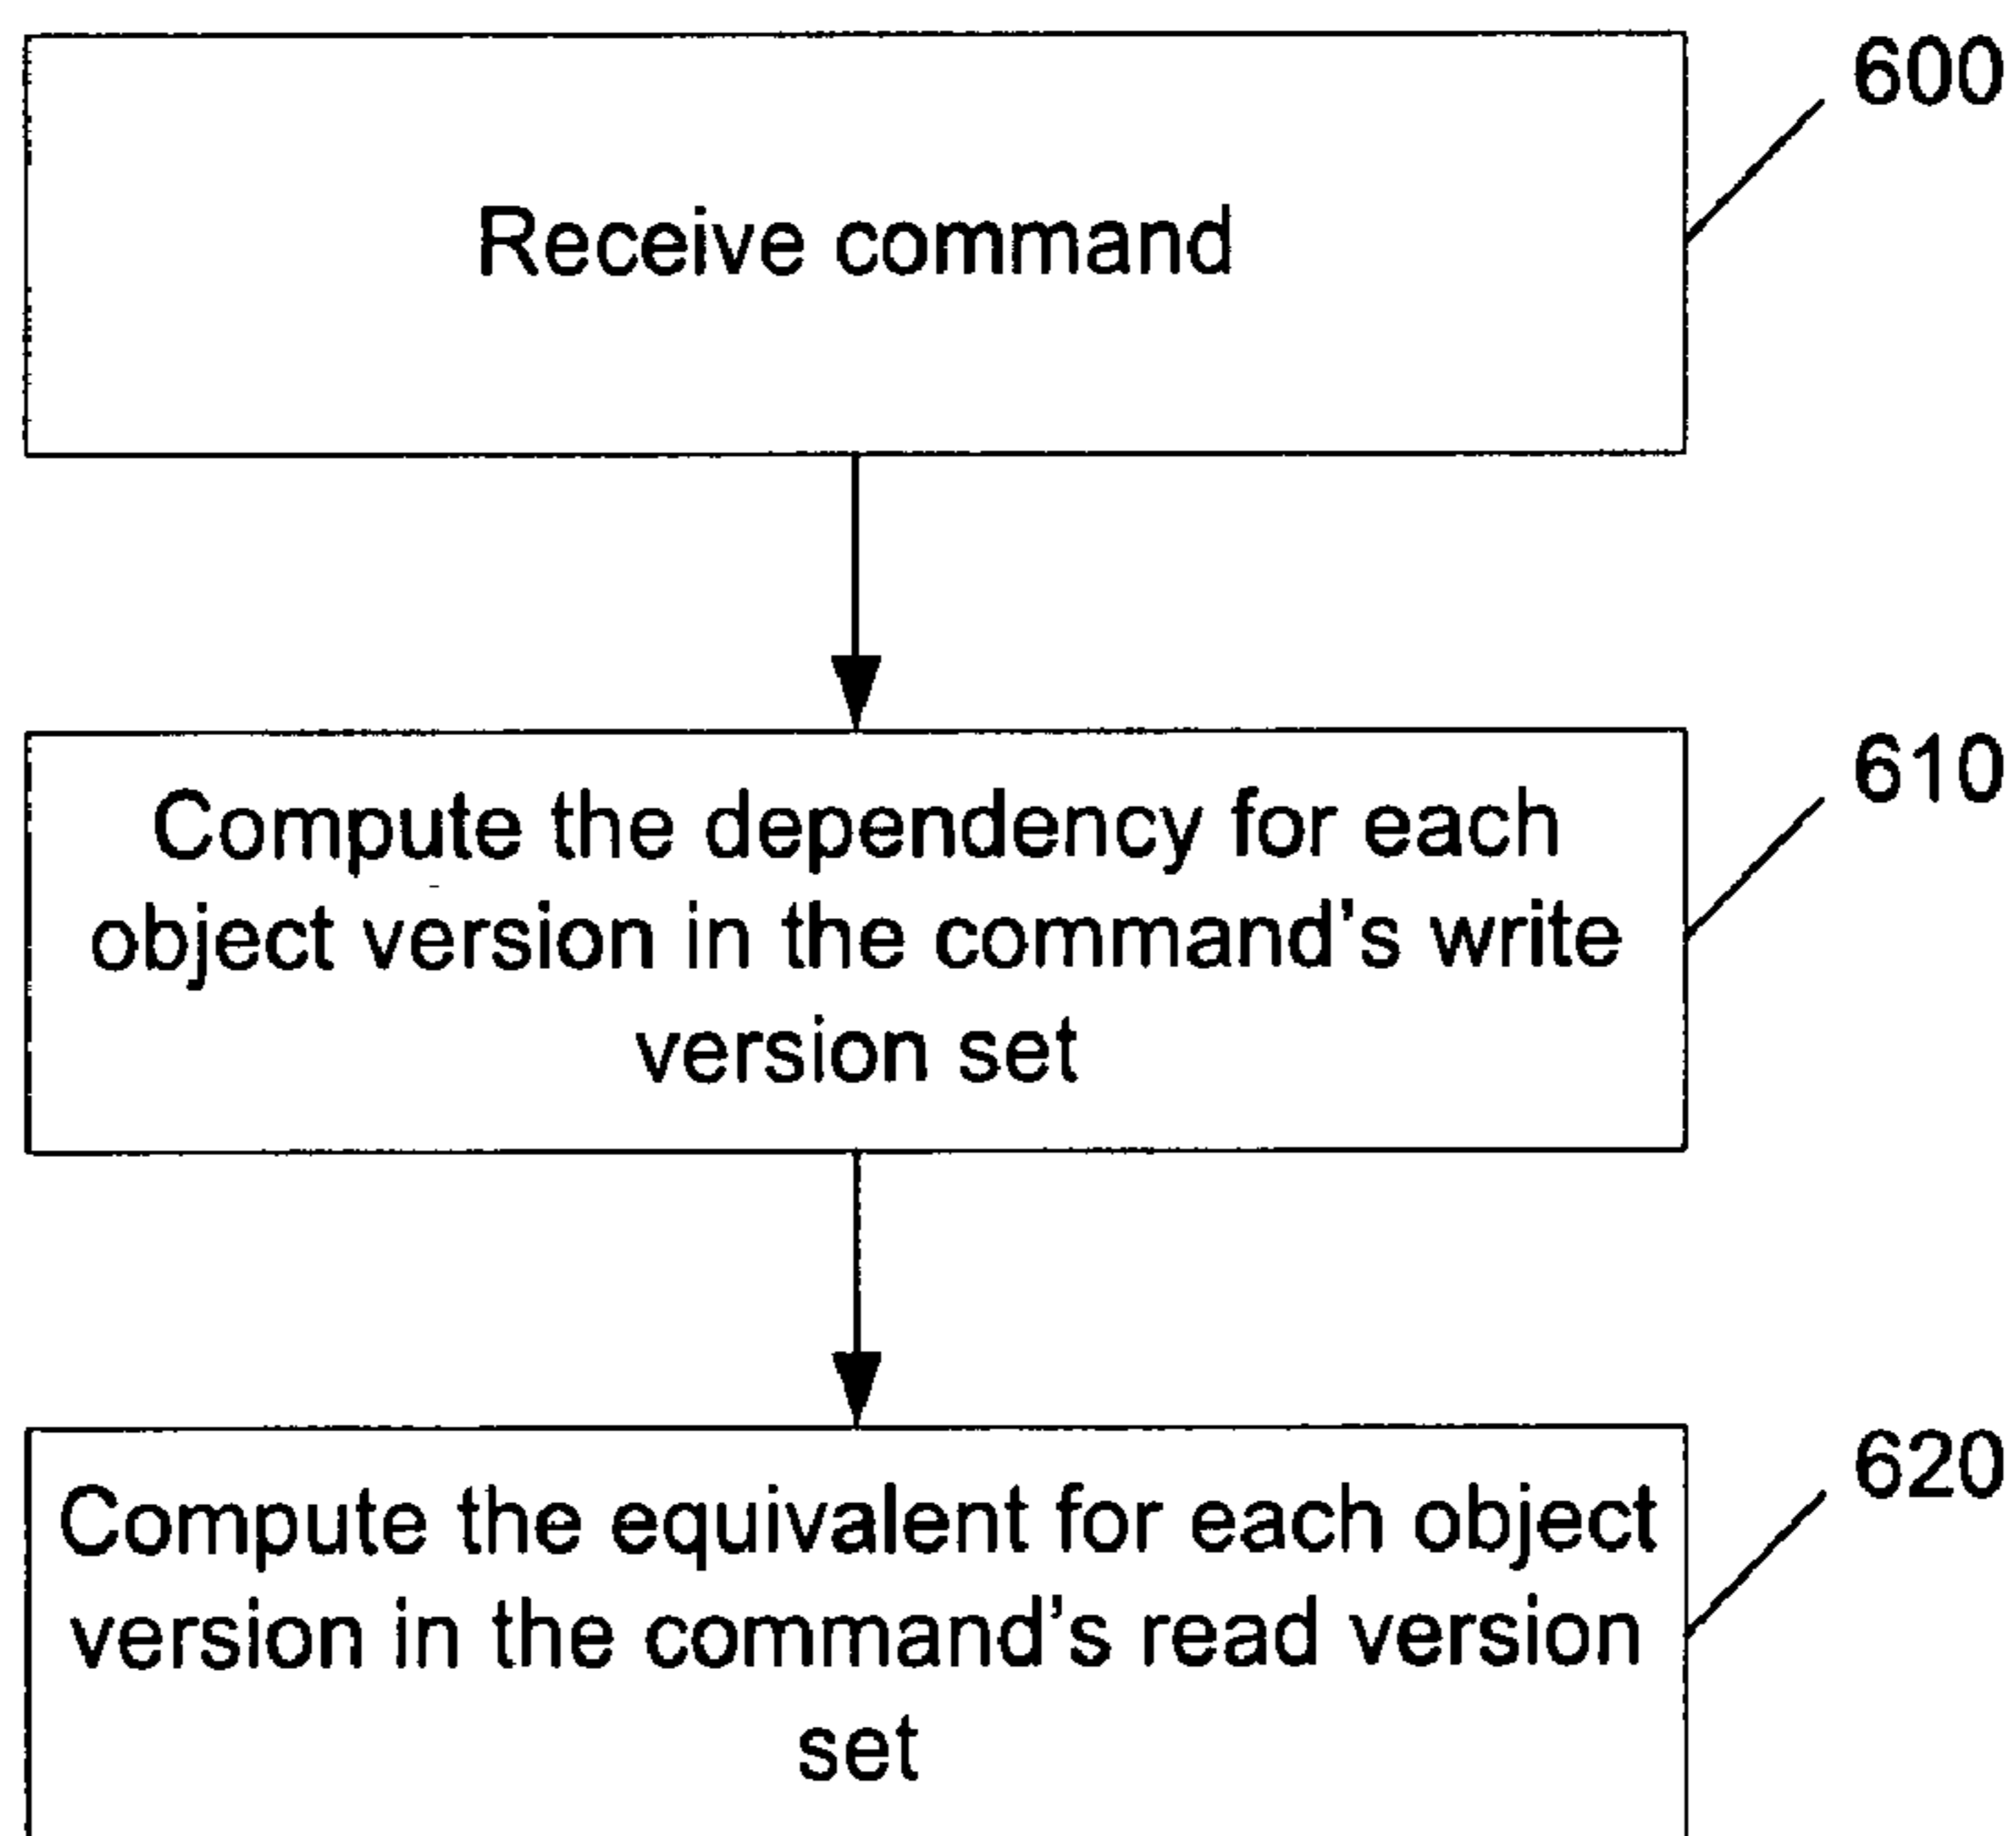 600
Receive command
610
Compute the dependency for each
object version in the command's write
version set
620
Compute the equivalent for each object
version in the command's read version
set